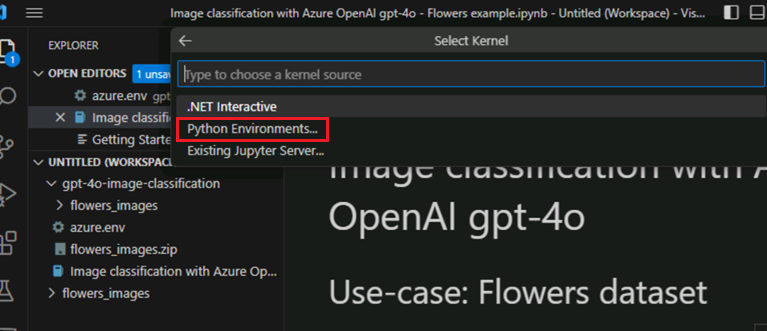 Image classification with Azure OpenAI gpt-4o - Flowers example.ipynb - Untitled (Workspace) - Vis...
EXPLORER
Select Kernel
Type to choose a kernel source
.NET Interactive
Python Environments...
Existing Jupyter Server...
1
OPEN EDITORS
1 unsa
azure.env gp
Image classifi
Getting Starte
UNTITLED (WORKSPAC
gpt-4o-image-classification
flowers_images
azure.env
flowers_images.zip
Image classification with Azure Op...
flowers_images
Image classification with A
OpenAI gpt-4o
Use-case: Flowers dataset